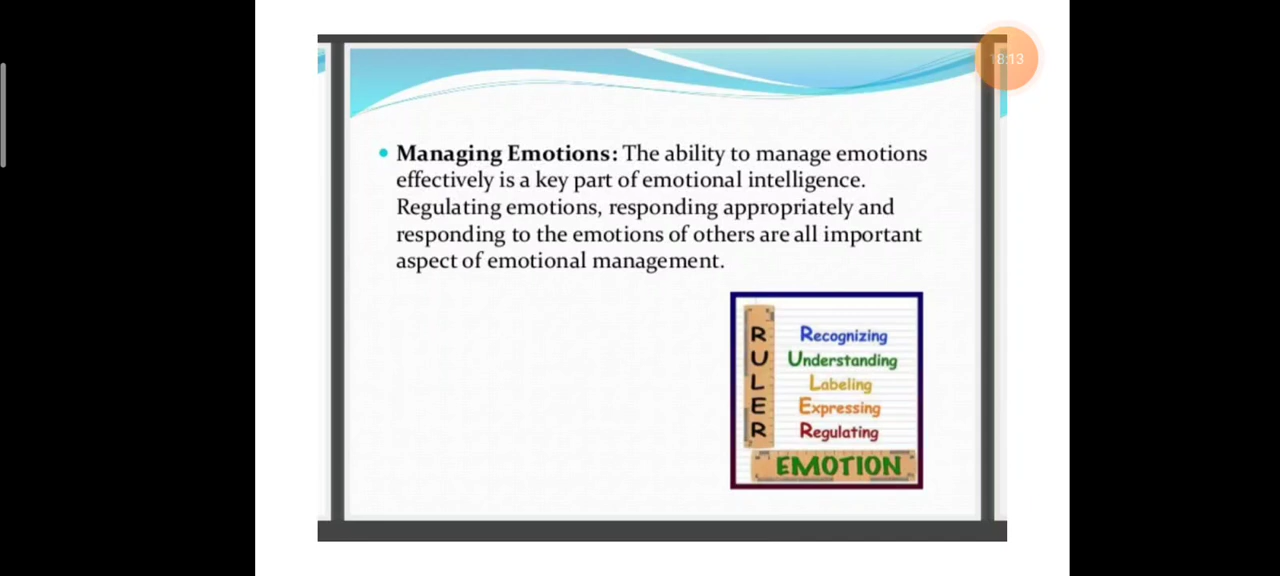 18:13
• Managing Emotions: The ability to manage emotions
effectively is a key part of emotional intelligence.
Regulating emotions, responding appropriately and
responding to the emotions of others are all important
aspect of emotional management.
R
U
L
E
R
Recognizing
Understanding
Labeling
Expressing
Regulating
EMOTION